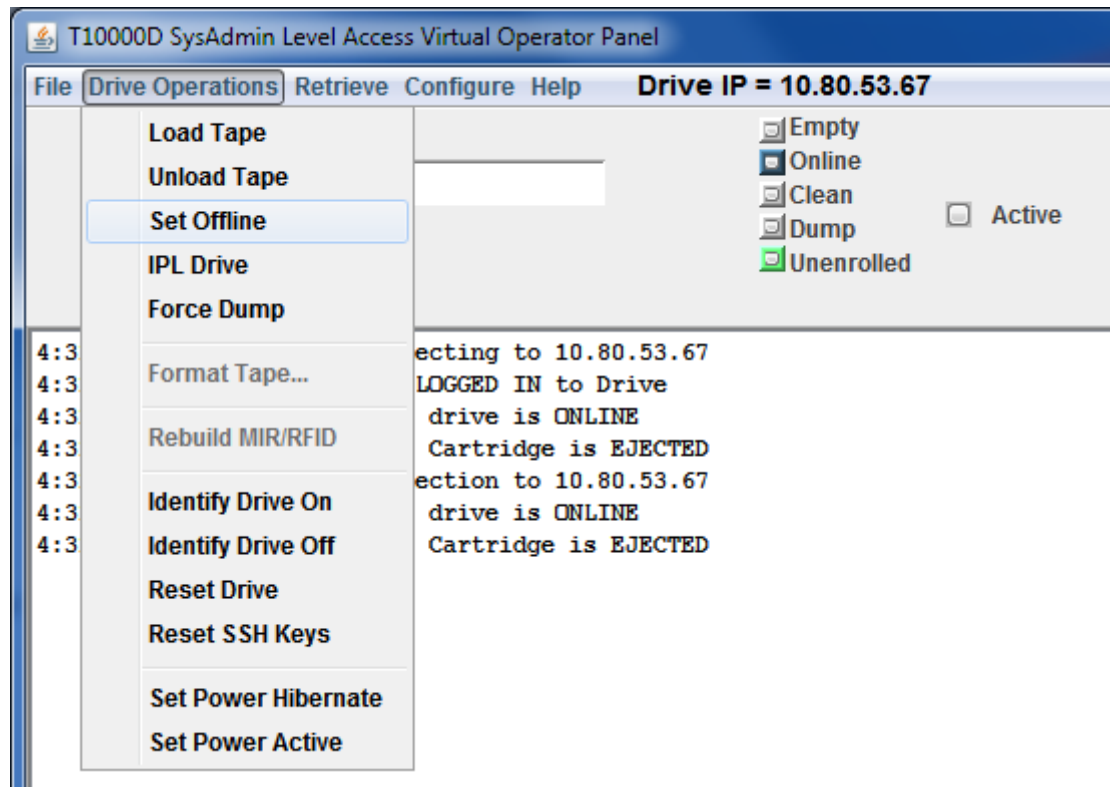 T10000D SysAdmin Level Access Virtual Operator Panel
File Drive Operations Retrieve Configure Help Drive IP = 10.80.53.67
Load Tape
Unload Tape
Set Offline
IPL Drive
Force Dump
Format Tape...
Rebuild MIR/RFID
Identify Drive On
Identify Drive Off
Reset Drive
Reset SSH Keys
Set Power Hibernate
Set Power Active
Empty
Online
Clean
Dump
Unenrolled
Active
4:3 ecting to 10.80.53.67
4:3 LOGGED IN to Drive
4:3 drive is ONLINE
4:3 Cartridge is EJECTED
4:3 ection to 10.80.53.67
4:3 drive is ONLINE
4:3 Cartridge is EJECTED